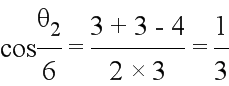 cos θ₂/6 = (3 + 3 - 4)/(2 × 3) = 1/3